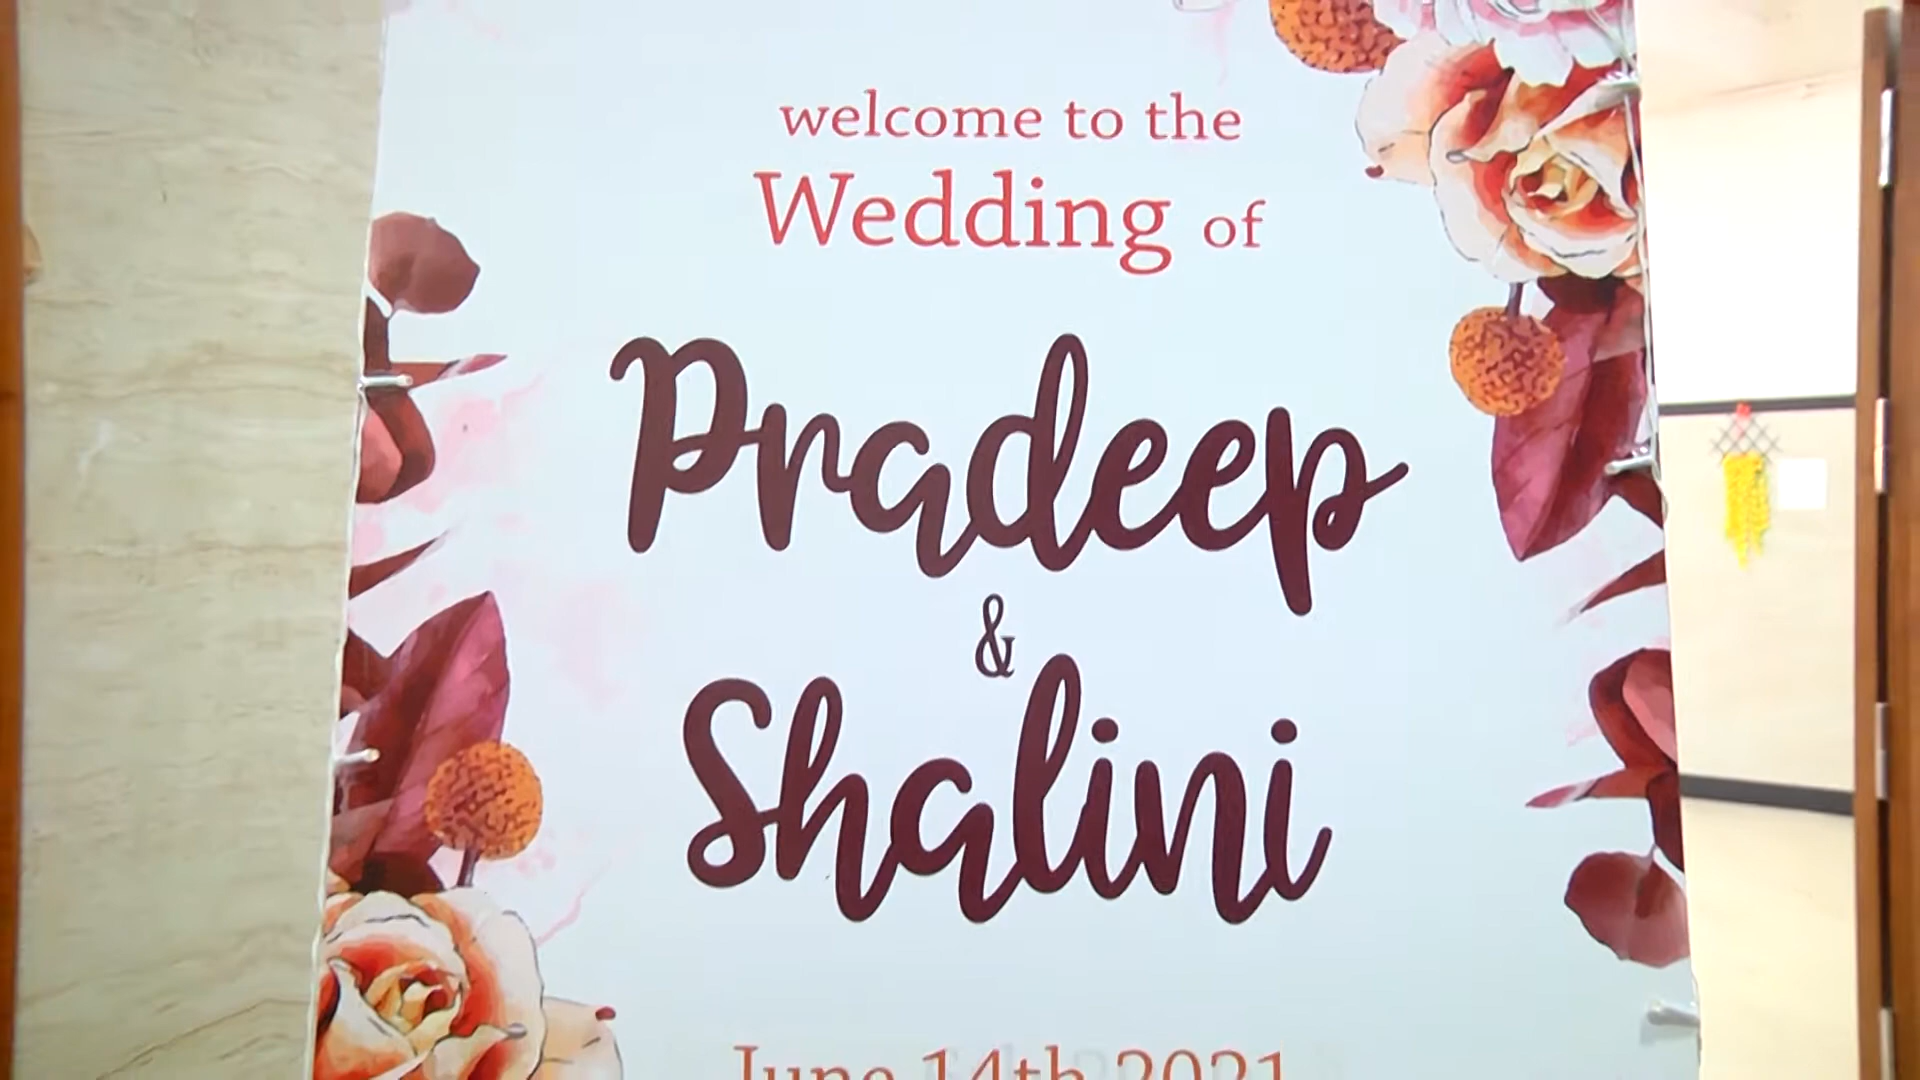 welcome to the
Wedding of
Pradeep
&
Shalini
June 14th 2021